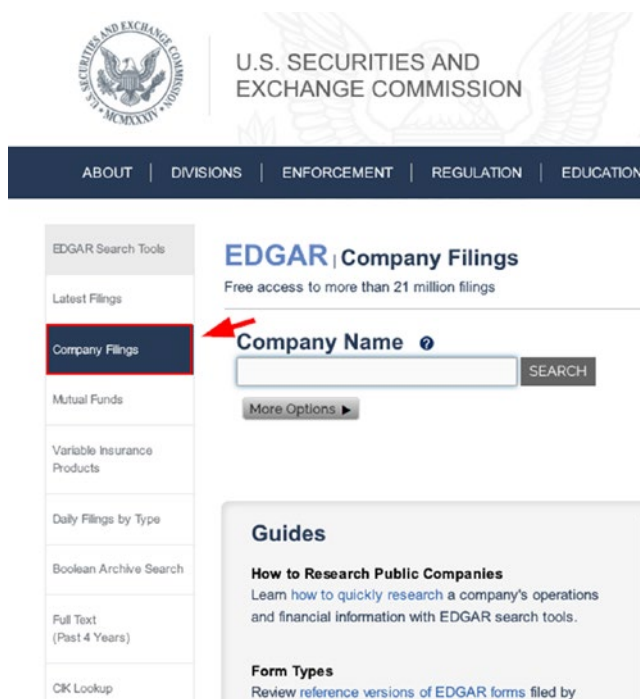 U.S. SECURITIES AND
EXCHANGE COMMISSION
ABOUT | DIVISIONS | ENFORCEMENT | REGULATION | EDUCATION
EDGAR Search Tools
Latest Filings
Company Filings
Mutual Funds
Variable Insurance
Products
Daily Filings by Type
Boolean Archive Search
Full Text
(Past 4 Years)
CIK Lookup
EDGAR | Company Filings
Free access to more than 21 million filings
Company Name ?
SEARCH
More Options ▶
Guides
How to Research Public Companies
Learn how to quickly research a company's operations
and financial information with EDGAR search tools.
Form Types
Review reference versions of EDGAR forms filed by